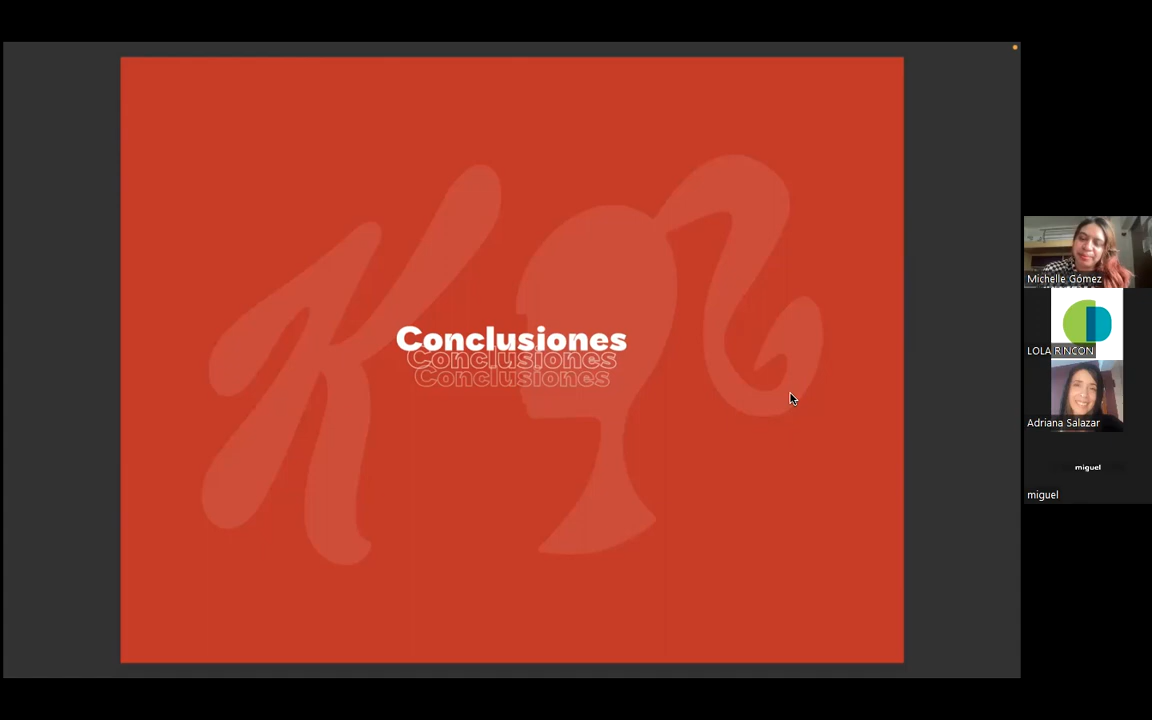 Conclusiones
Conclusiones
Conclusiones
Michelle Gómez
LOLA RINCON
Adriana Salazar
miguel
miguel